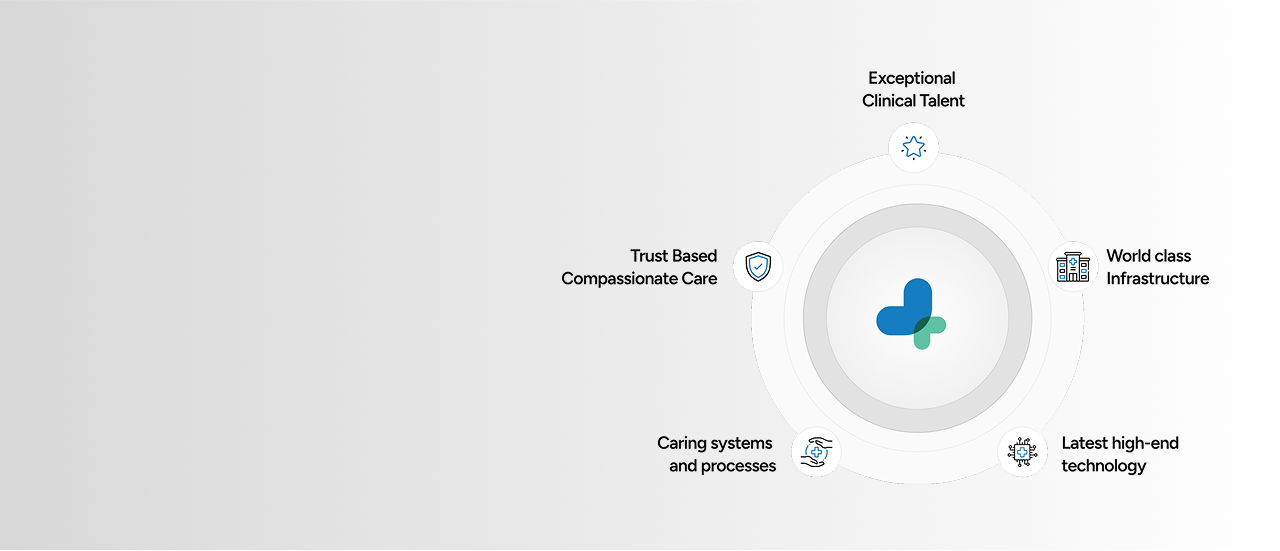 Exceptional
Clinical Talent
Trust Based
Compassionate Care
World class
Infrastructure
Caring systems
and processes
Latest high-end
technology